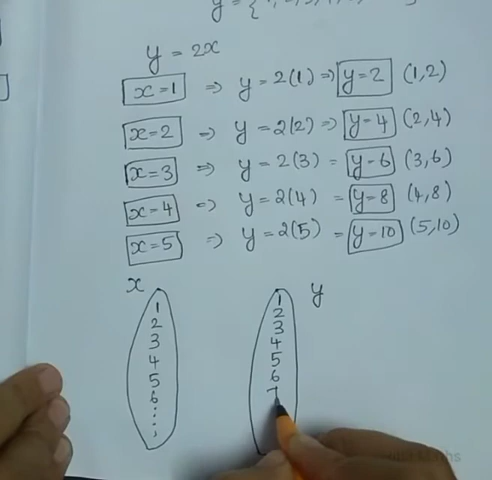 y = {
y = 2x
x=1 ⇒ y = 2(1) ⇒ y=2 (1,2)
x=2 ⇒ y = 2(2) ⇒ y=4 (2,4)
x=3 ⇒ y = 2(3) = y=6 (3,6)
x=4 ⇒ y = 2(4) = y=8 (4,8)
x=5 ⇒ y = 2(5) = y=10 (5,10)
x y
1 1
2 2
3 3
4 4
5 5
6 6
7